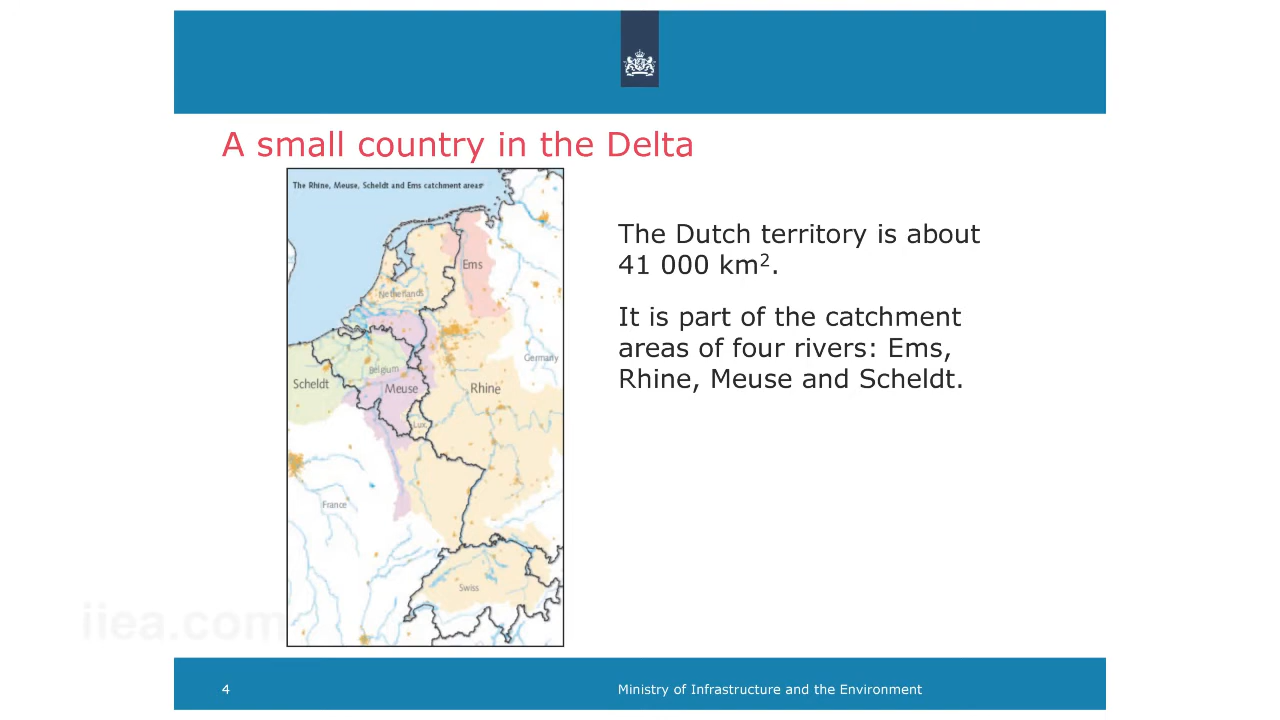 A small country in the Delta
The Rhine, Meuse, Scheldt and Ems catchment areas
Ems
Netherlands
Germany
Belgium
Scheldt
Meuse
Rhine
Lux.
France
Swiss
The Dutch territory is about
41 000 km².
It is part of the catchment
areas of four rivers: Ems,
Rhine, Meuse and Scheldt.
iiea.com
4
Ministry of Infrastructure and the Environment